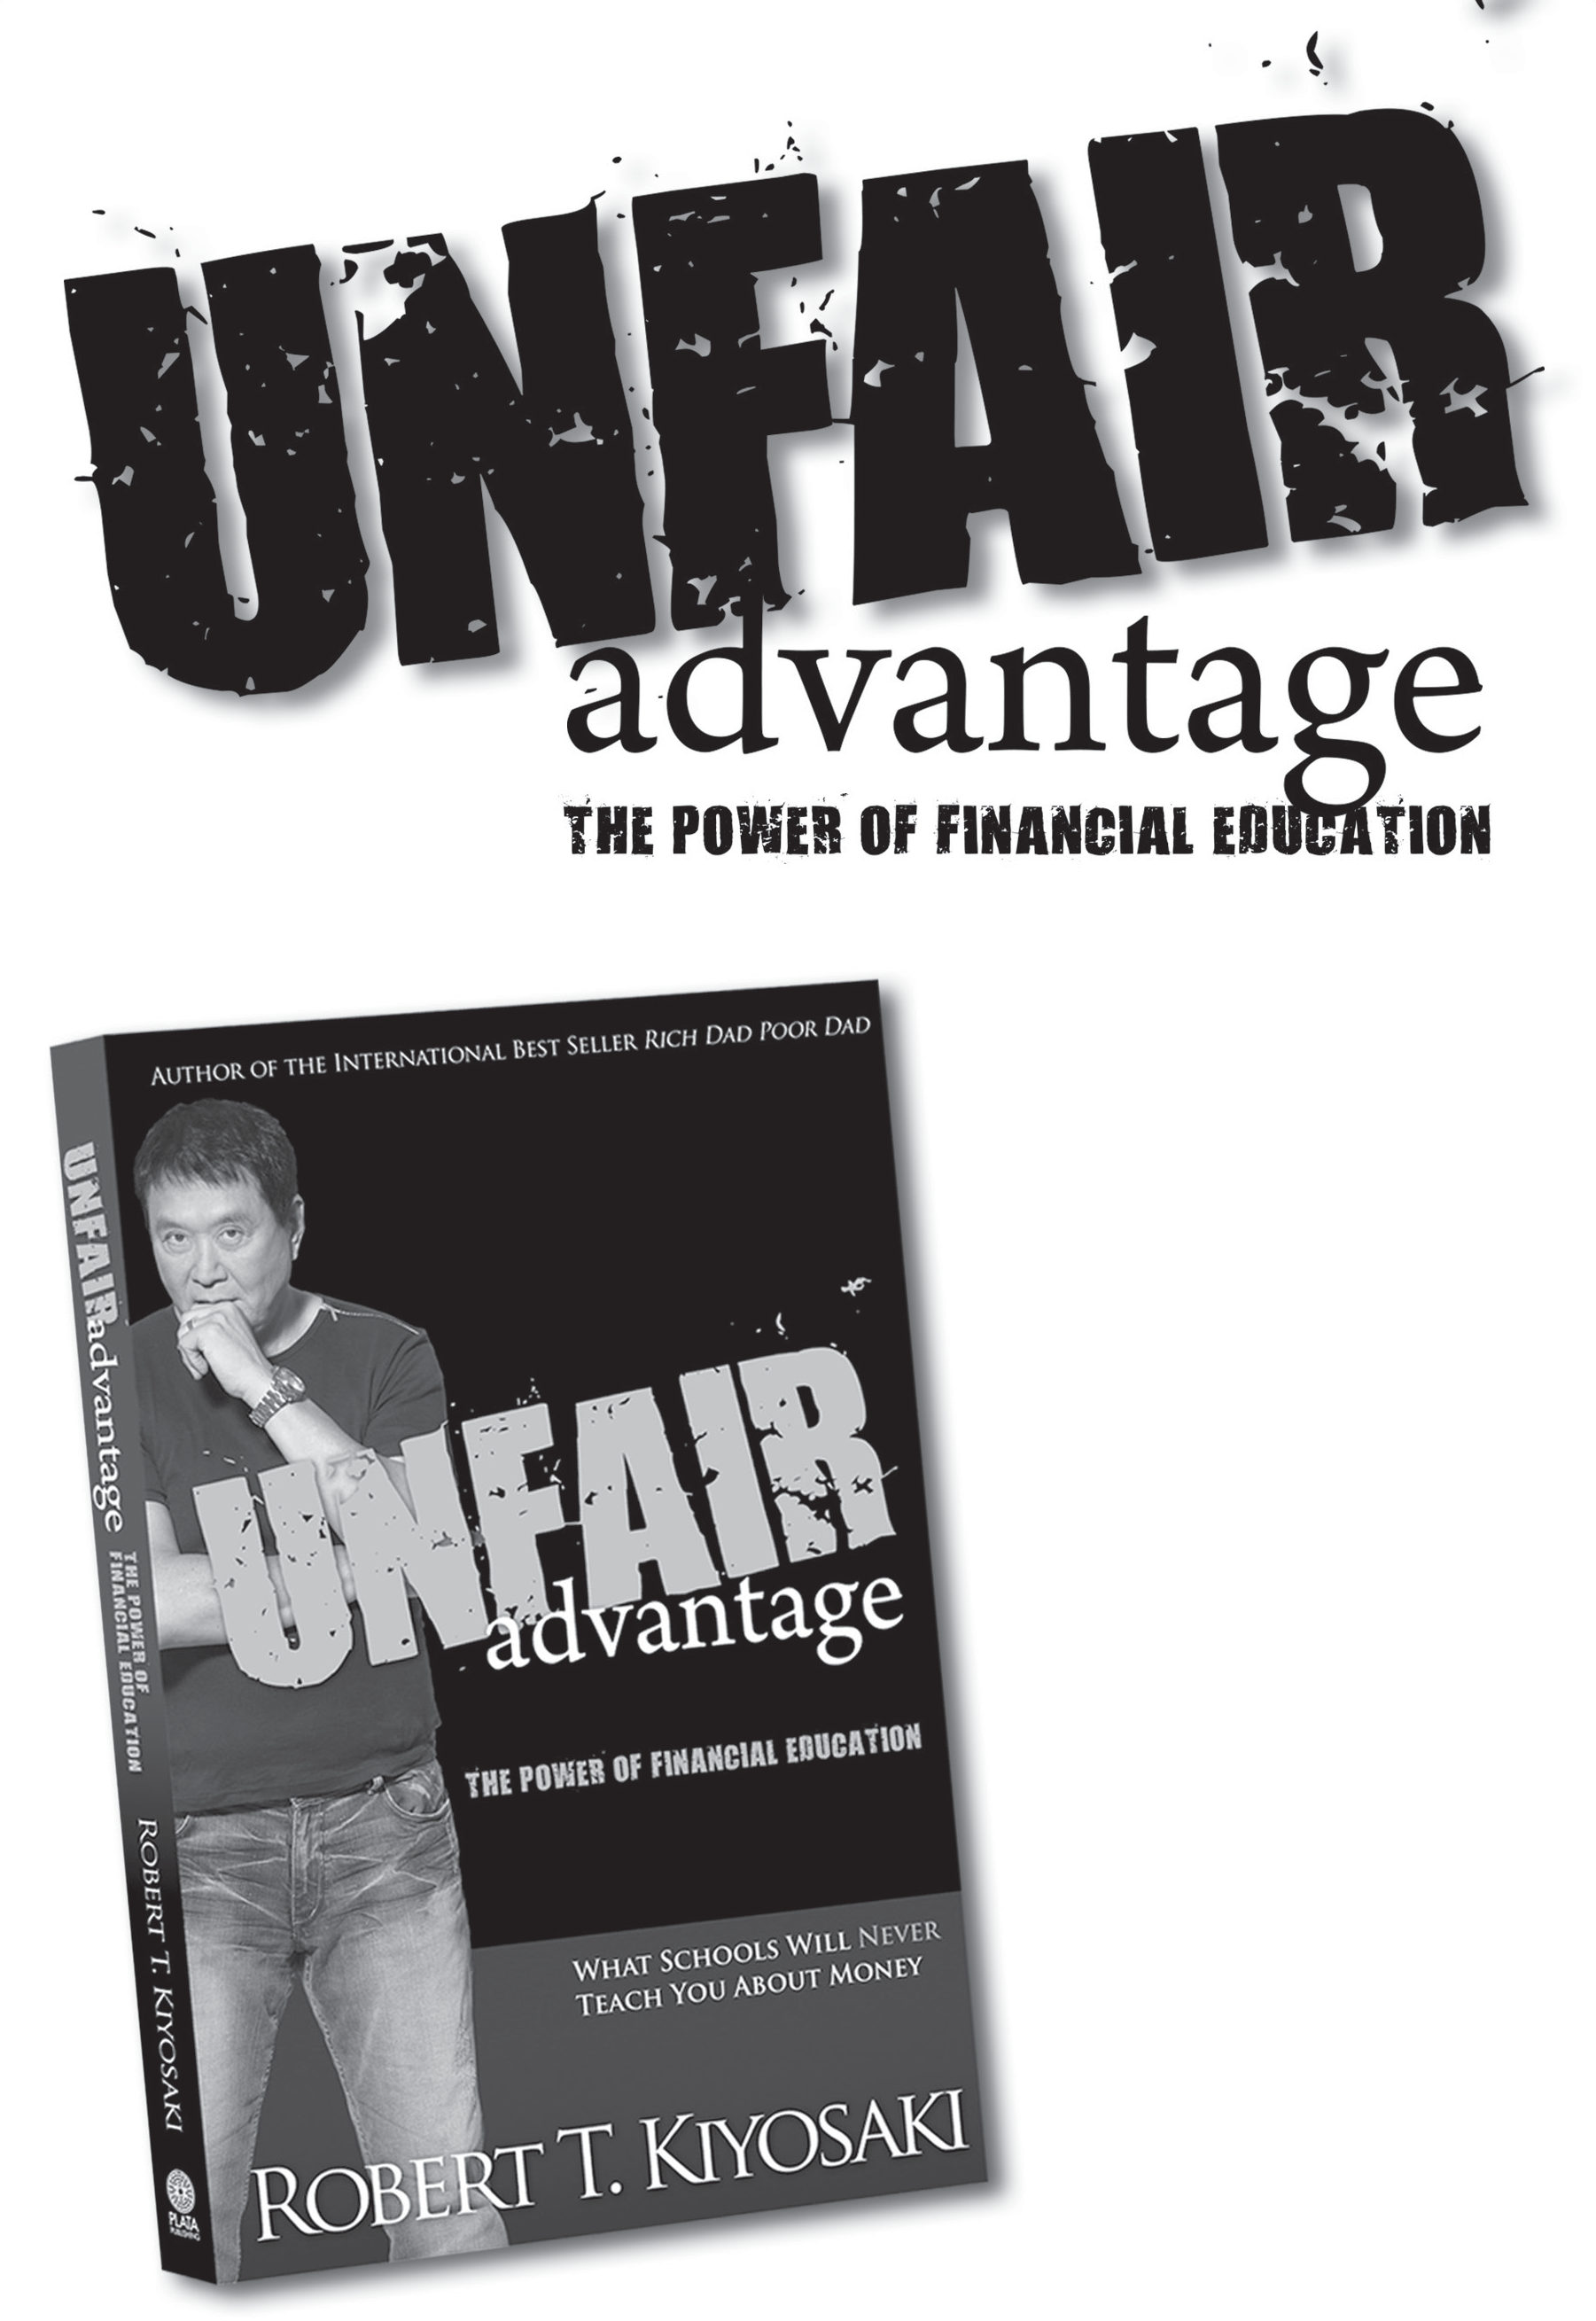 UNFAIR
advantage
THE POWER OF FINANCIAL EDUCATION
AUTHOR OF THE INTERNATIONAL BEST SELLER RICH DAD POOR DAD
UNFAIR
advantage
THE POWER OF FINANCIAL EDUCATION
WHAT SCHOOLS WILL NEVER
TEACH YOU ABOUT MONEY
ROBERT T. KIYOSAKI
UNFAIR advantage
THE POWER OF
FINANCIAL EDUCATION
ROBERT T. KIYOSAKI
PLATA
PUBLISHING